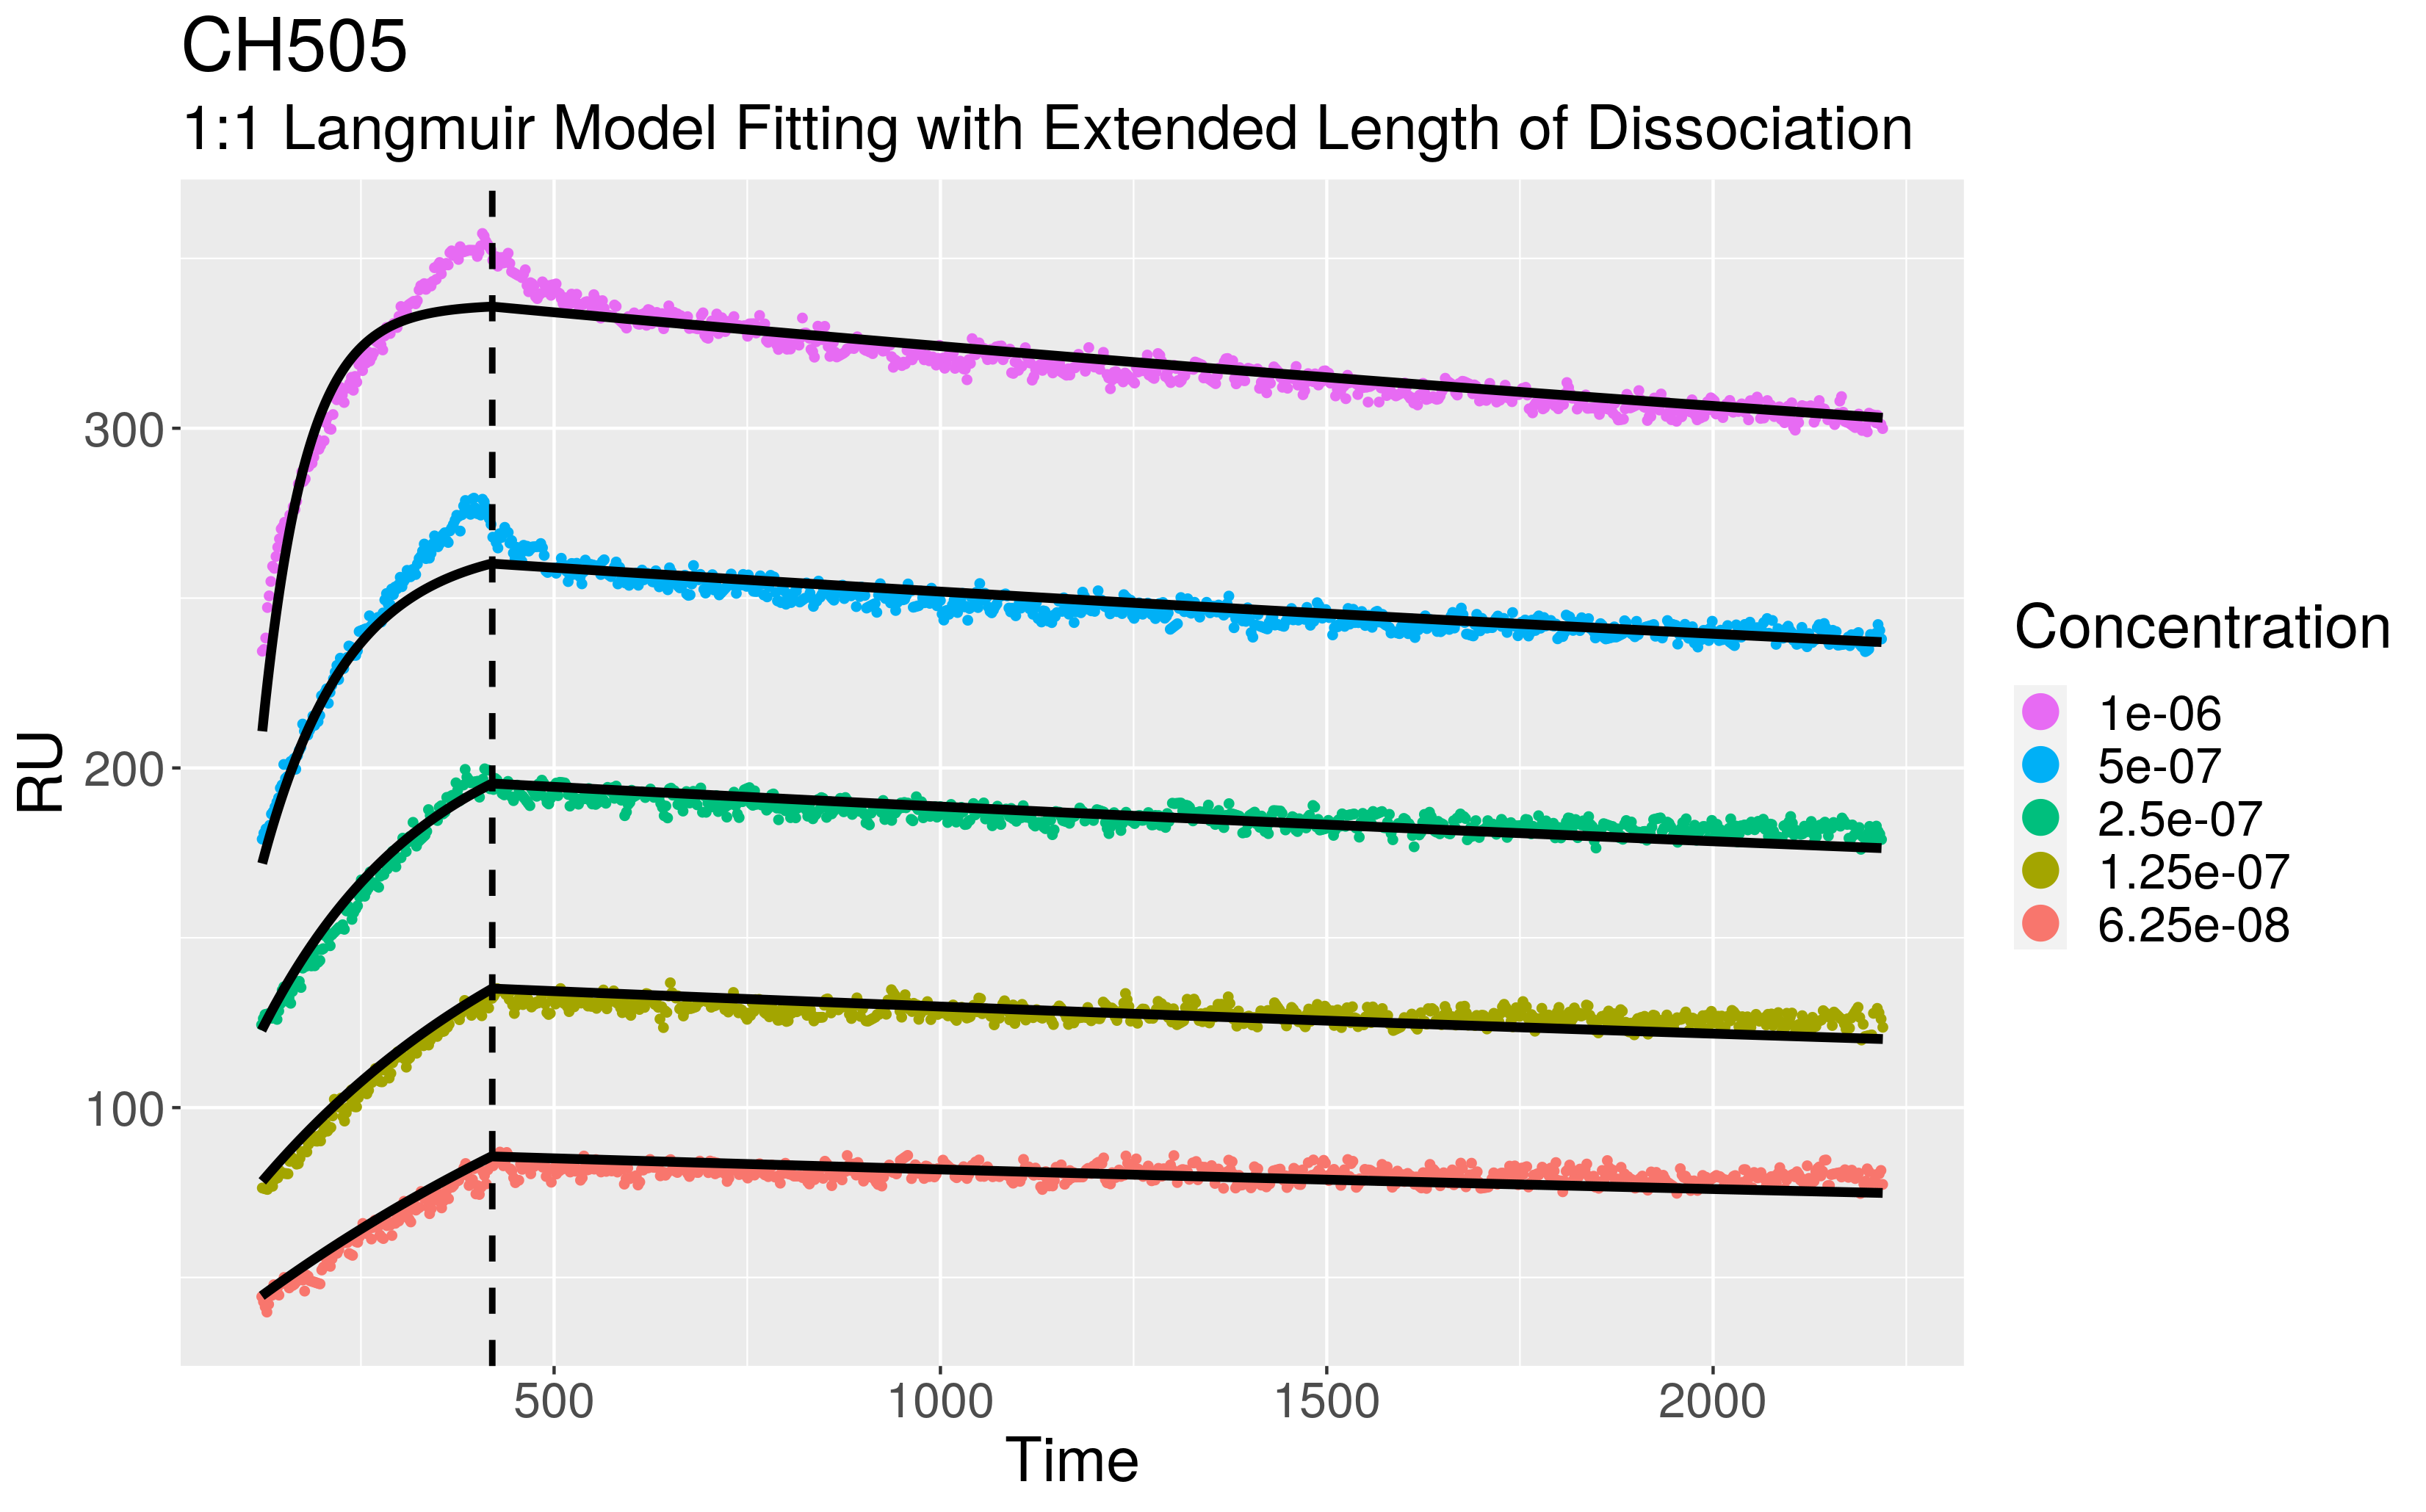 CH505
1:1 Langmuir Model Fitting with Extended Length of Dissociation
RU
300
200
100
500
1000
1500
2000
Time
Concentration
1e-06
5e-07
2.5e-07
1.25e-07
6.25e-08